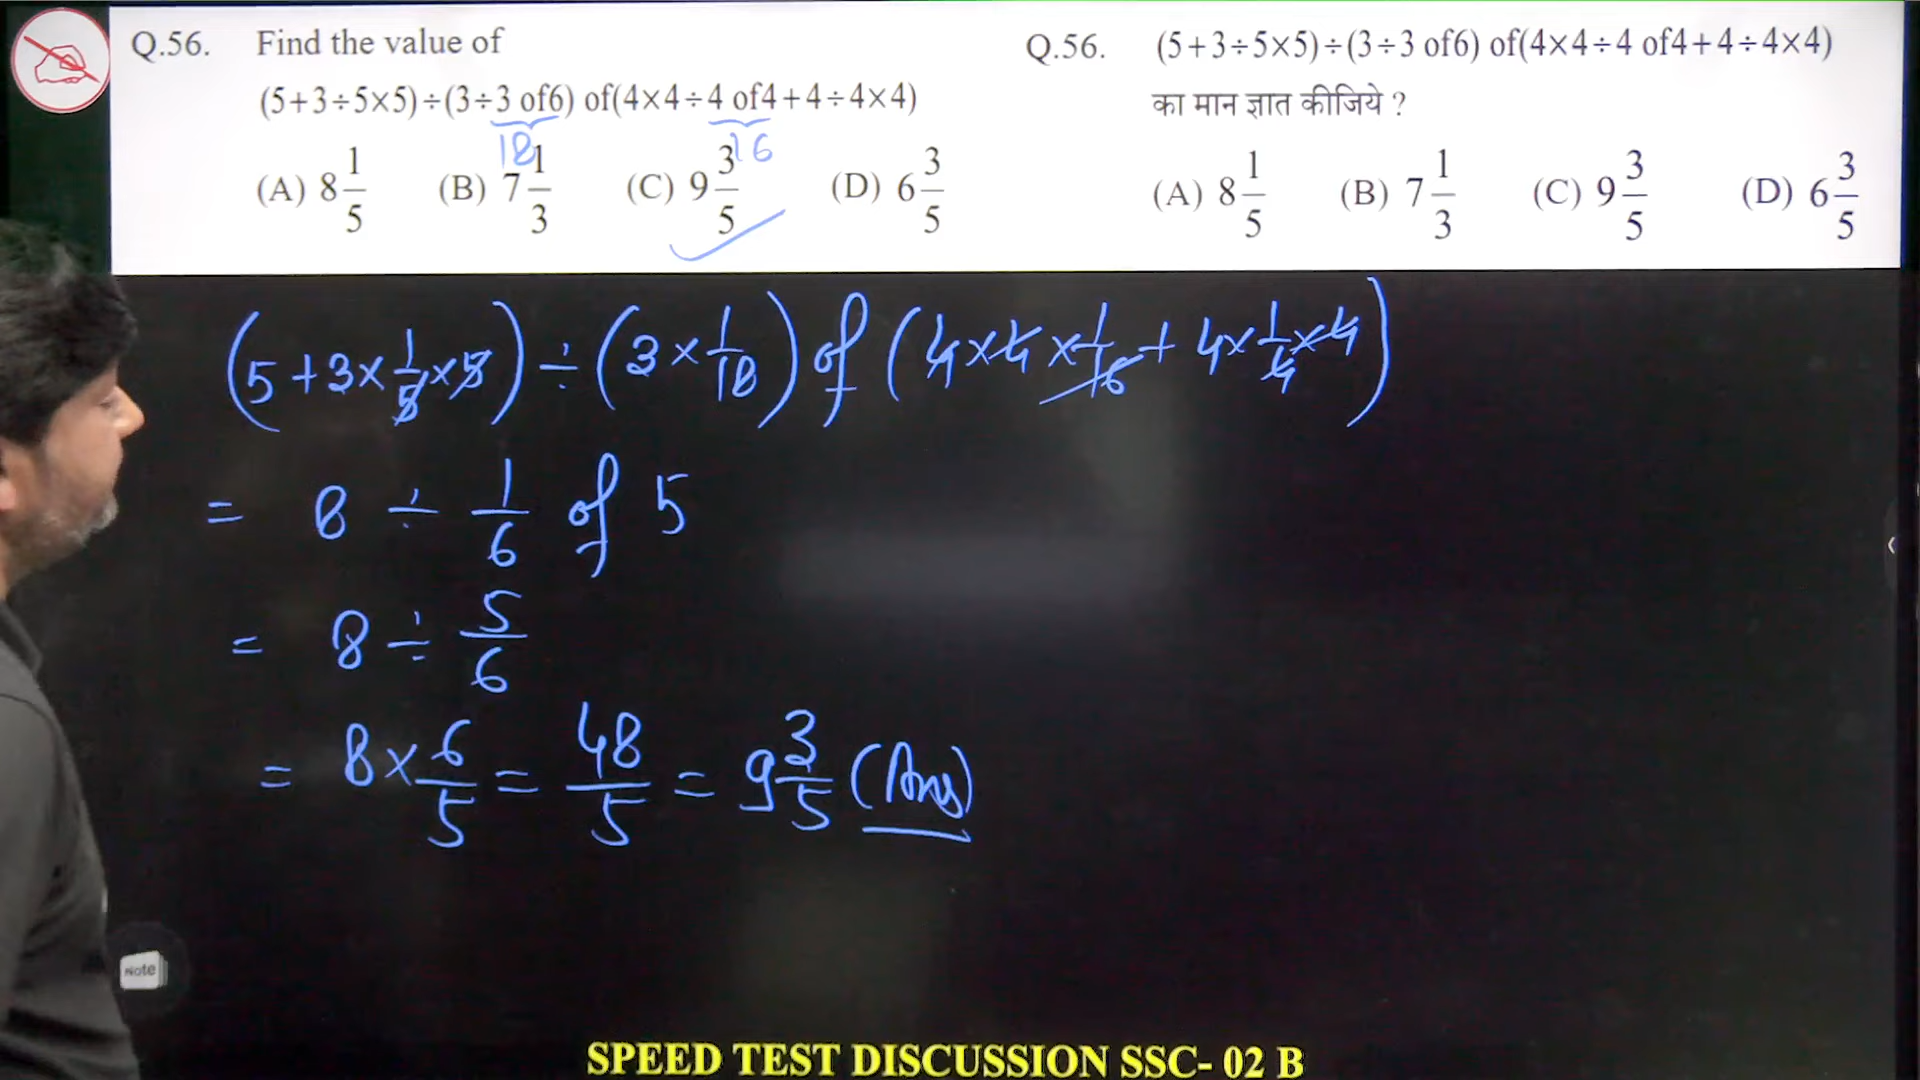 Q.56. Find the value of
(5+3÷5×5)÷(3÷3 of6) of(4×4÷4 of4+4÷4×4)
18 16
(A) 8 1/5 (B) 7 1/3 (C) 9 3/5 (D) 6 3/5
Q.56. (5+3÷5×5)÷(3÷3 of6) of(4×4÷4 of4+4÷4×4)
का मान ज्ञात कीजिये ?
(A) 8 1/5 (B) 7 1/3 (C) 9 3/5 (D) 6 3/5
(5+3×1/5×5)÷(3×1/18) of (4×4×1/16+4×1/4×4)
= 8 ÷ 1/6 of 5
= 8 ÷ 5/6
= 8×6/5 = 48/5 = 9 3/5 (Ans)
Note
SPEED TEST DISCUSSION SSC- 02 B